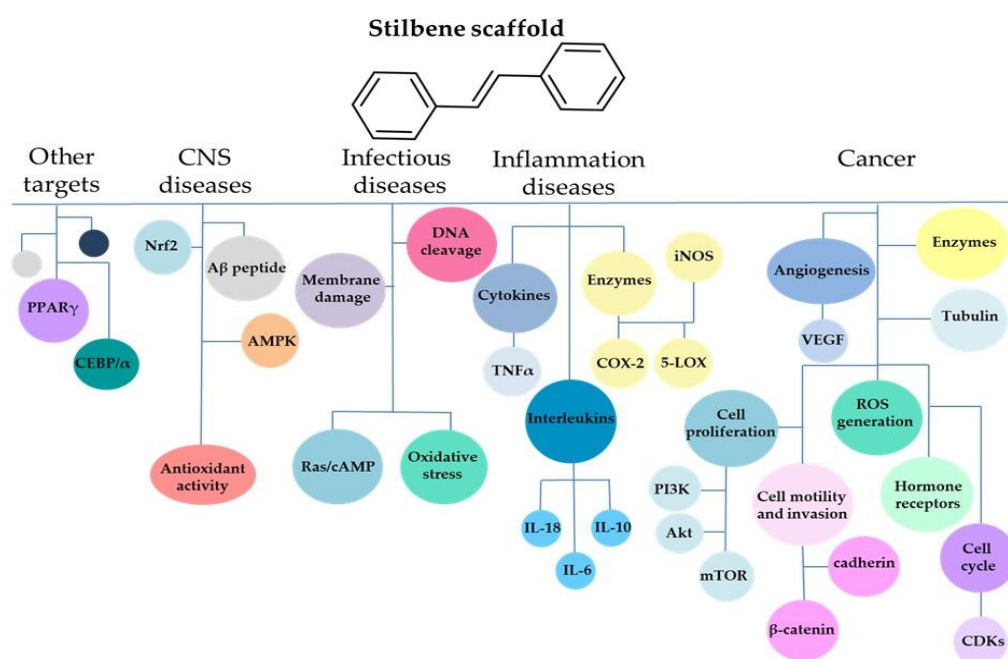 Stilbene scaffold
Other
targets
CNS
diseases
Infectious
diseases
Inflammation
diseases
Cancer
PPARγ
CEBP/α
Nrf2
Aβ peptide
AMPK
Antioxidant
activity
DNA
cleavage
Membrane
damage
Ras/cAMP
Oxidative
stress
Cytokines
TNFα
Enzymes
iNOS
COX-2
5-LOX
Interleukins
IL-18
IL-6
IL-10
Angiogenesis
VEGF
Enzymes
Tubulin
Cell
proliferation
PI3K
Akt
mTOR
ROS
generation
Cell motility
and invasion
cadherin
β-catenin
Hormone
receptors
Cell
cycle
CDKs